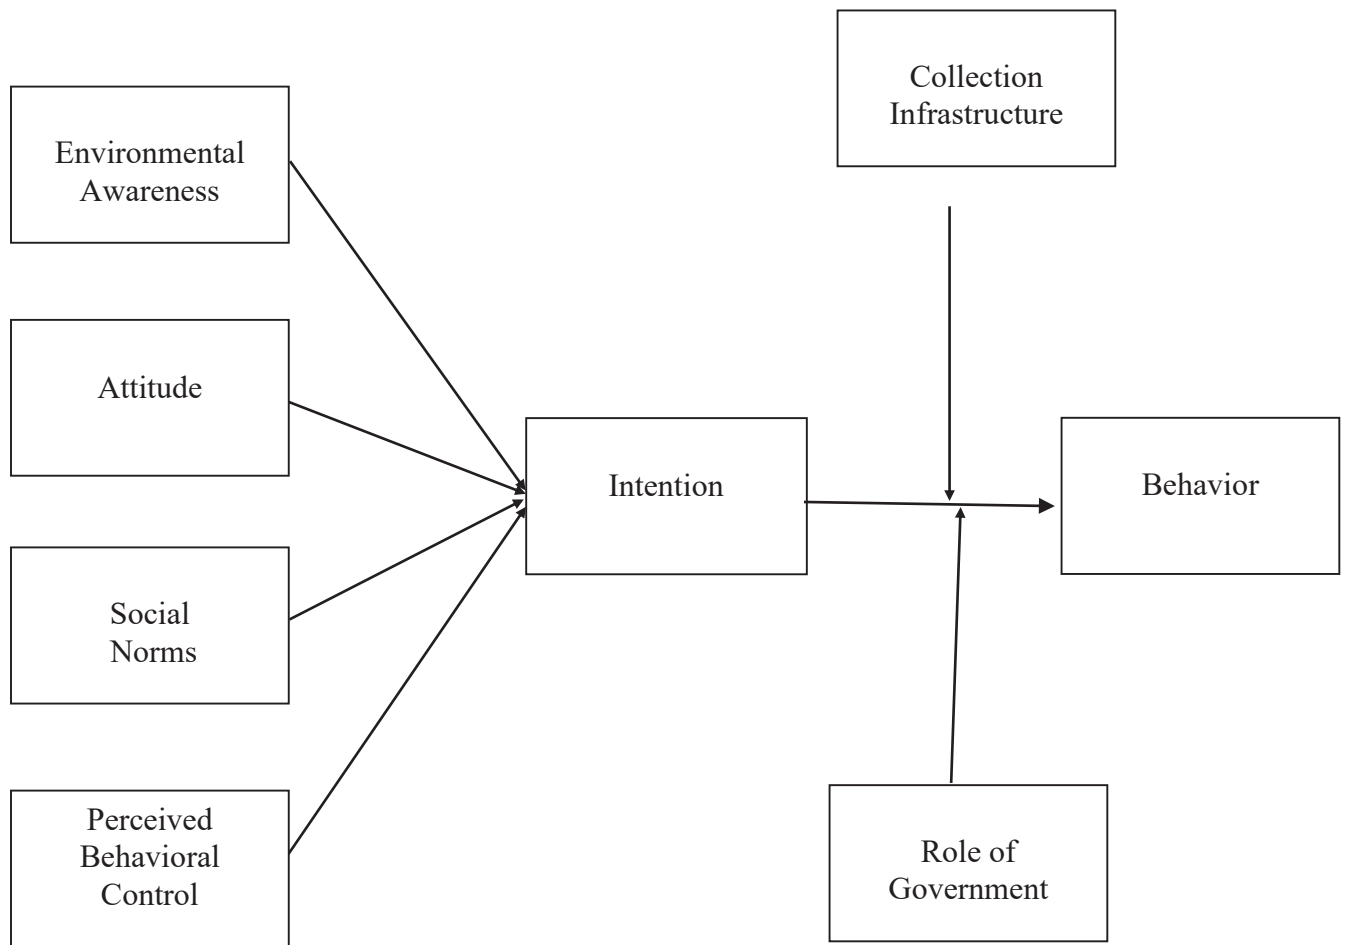 Collection
Infrastructure
Environmental
Awareness
Attitude
Intention
Behavior
Social
Norms
Perceived
Behavioral
Control
Role of
Government